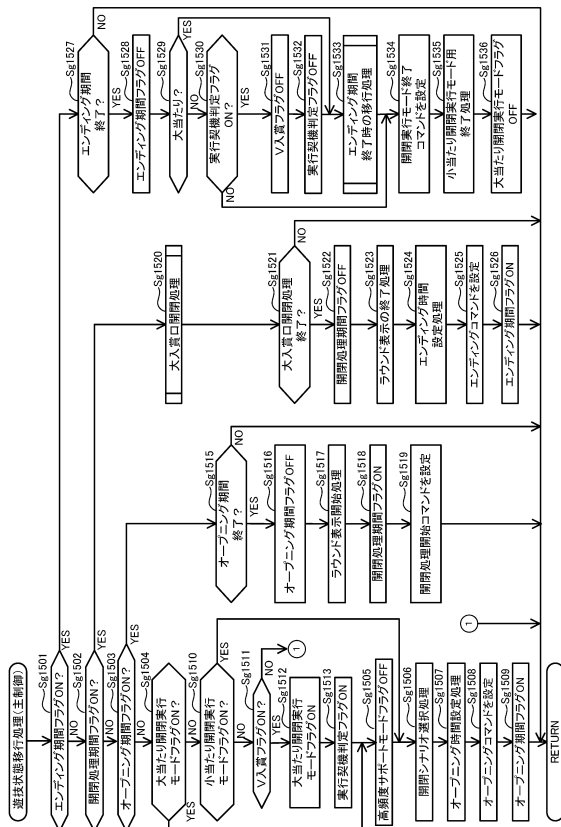 遊技状態移行処理(主制御)
Sg1501
エンディング期間フラグON?
YES
NO
Sg1502
開閉処理期間フラグON?
YES
NO
Sg1503
オープニング期間フラグON?
YES
NO
Sg1504
大当たり開閉実行
モードフラグON?
YES
NO
Sg1510
小当たり開閉実行
モードフラグON?
YES
NO
Sg1511
V入賞フラグON?
NO
1
YES
Sg1512
大当たり開閉実行
モードフラグON
Sg1513
実行契機判定フラグON
Sg1505
高頻度サポートモードフラグOFF
Sg1506
開閉シナリオ選択処理
Sg1507
オープニング時間設定処理
Sg1508
オープニングコマンドを設定
Sg1509
オープニング期間フラグON
RETURN
Sg1515
オープニング期間
終了?
NO
YES
Sg1516
オープニング期間フラグOFF
Sg1517
ラウンド表示開始処理
Sg1518
開閉処理期間フラグON
Sg1519
開閉処理開始コマンドを設定
1
Sg1520
大入賞口開閉処理
Sg1521
大入賞口開閉処理
終了?
NO
YES
Sg1522
開閉処理期間フラグOFF
Sg1523
ラウンド表示の終了処理
Sg1524
エンディング時間
設定処理
Sg1525
エンディングコマンドを設定
Sg1526
エンディング期間フラグON
Sg1527
エンディング期間
終了?
NO
YES
Sg1528
エンディング期間フラグOFF
Sg1529
大当たり?
YES
NO
Sg1530
実行契機判定フラグ
ON?
NO
YES
Sg1531
V入賞フラグOFF
Sg1532
実行契機判定フラグOFF
Sg1533
エンディング期間
終了時の移行処理
Sg1534
開閉実行モード終了
コマンドを設定
Sg1535
小当たり開閉実行モード用
終了処理
Sg1536
大当たり開閉実行モードフラグ
OFF